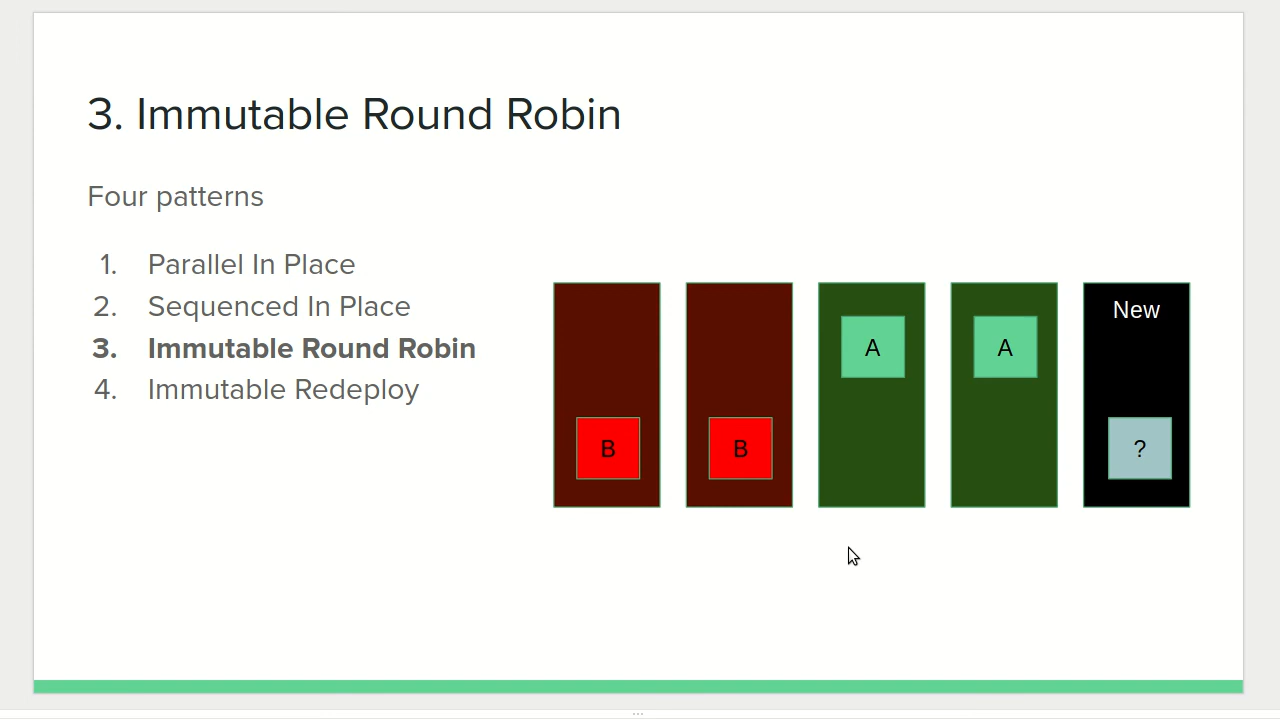 3. Immutable Round Robin
Four patterns
1. Parallel In Place
2. Sequenced In Place
3. Immutable Round Robin
4. Immutable Redeploy
New
A A
B B ?